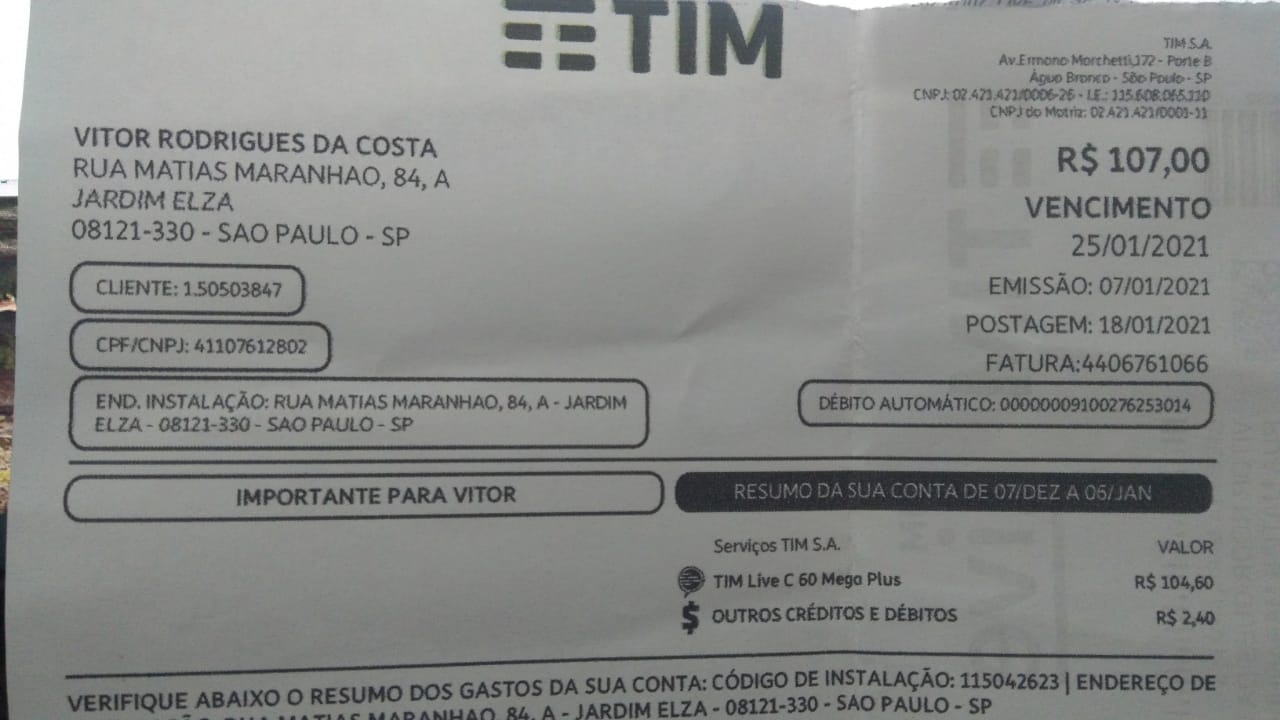 TIM
TIM S.A.
Av.Ermano Marchetti,172 - Parte B
Água Branca - São Paulo - SP
CNPJ: 02.421.421/0006-26 - I.E.: 115.608.065.110
CNPJ da Matriz: 02.421.421/0001-11
VITOR RODRIGUES DA COSTA
RUA MATIAS MARANHAO, 84, A
JARDIM ELZA
08121-330 - SAO PAULO - SP
R$ 107,00
VENCIMENTO
25/01/2021
EMISSÃO: 07/01/2021
POSTAGEM: 18/01/2021
FATURA:4406761066
CLIENTE: 1.50503847
CPF/CNPJ: 41107612802
END. INSTALAÇÃO: RUA MATIAS MARANHAO, 84, A - JARDIM
ELZA - 08121-330 - SAO PAULO - SP
DÉBITO AUTOMÁTICO: 00000009100276253014
IMPORTANTE PARA VITOR
RESUMO DA SUA CONTA DE 07/DEZ A 06/JAN
Serviços TIM S.A. VALOR
TIM Live C 60 Mega Plus R$ 104,60
$ OUTROS CRÉDITOS E DÉBITOS R$ 2,40
VERIFIQUE ABAIXO O RESUMO DOS GASTOS DA SUA CONTA: CÓDIGO DE INSTALAÇÃO: 115042623 | ENDEREÇO DE
RUA MATIAS MARANHAO, 84, A - JARDIM ELZA - 08121-330 - SAO PAULO - SP